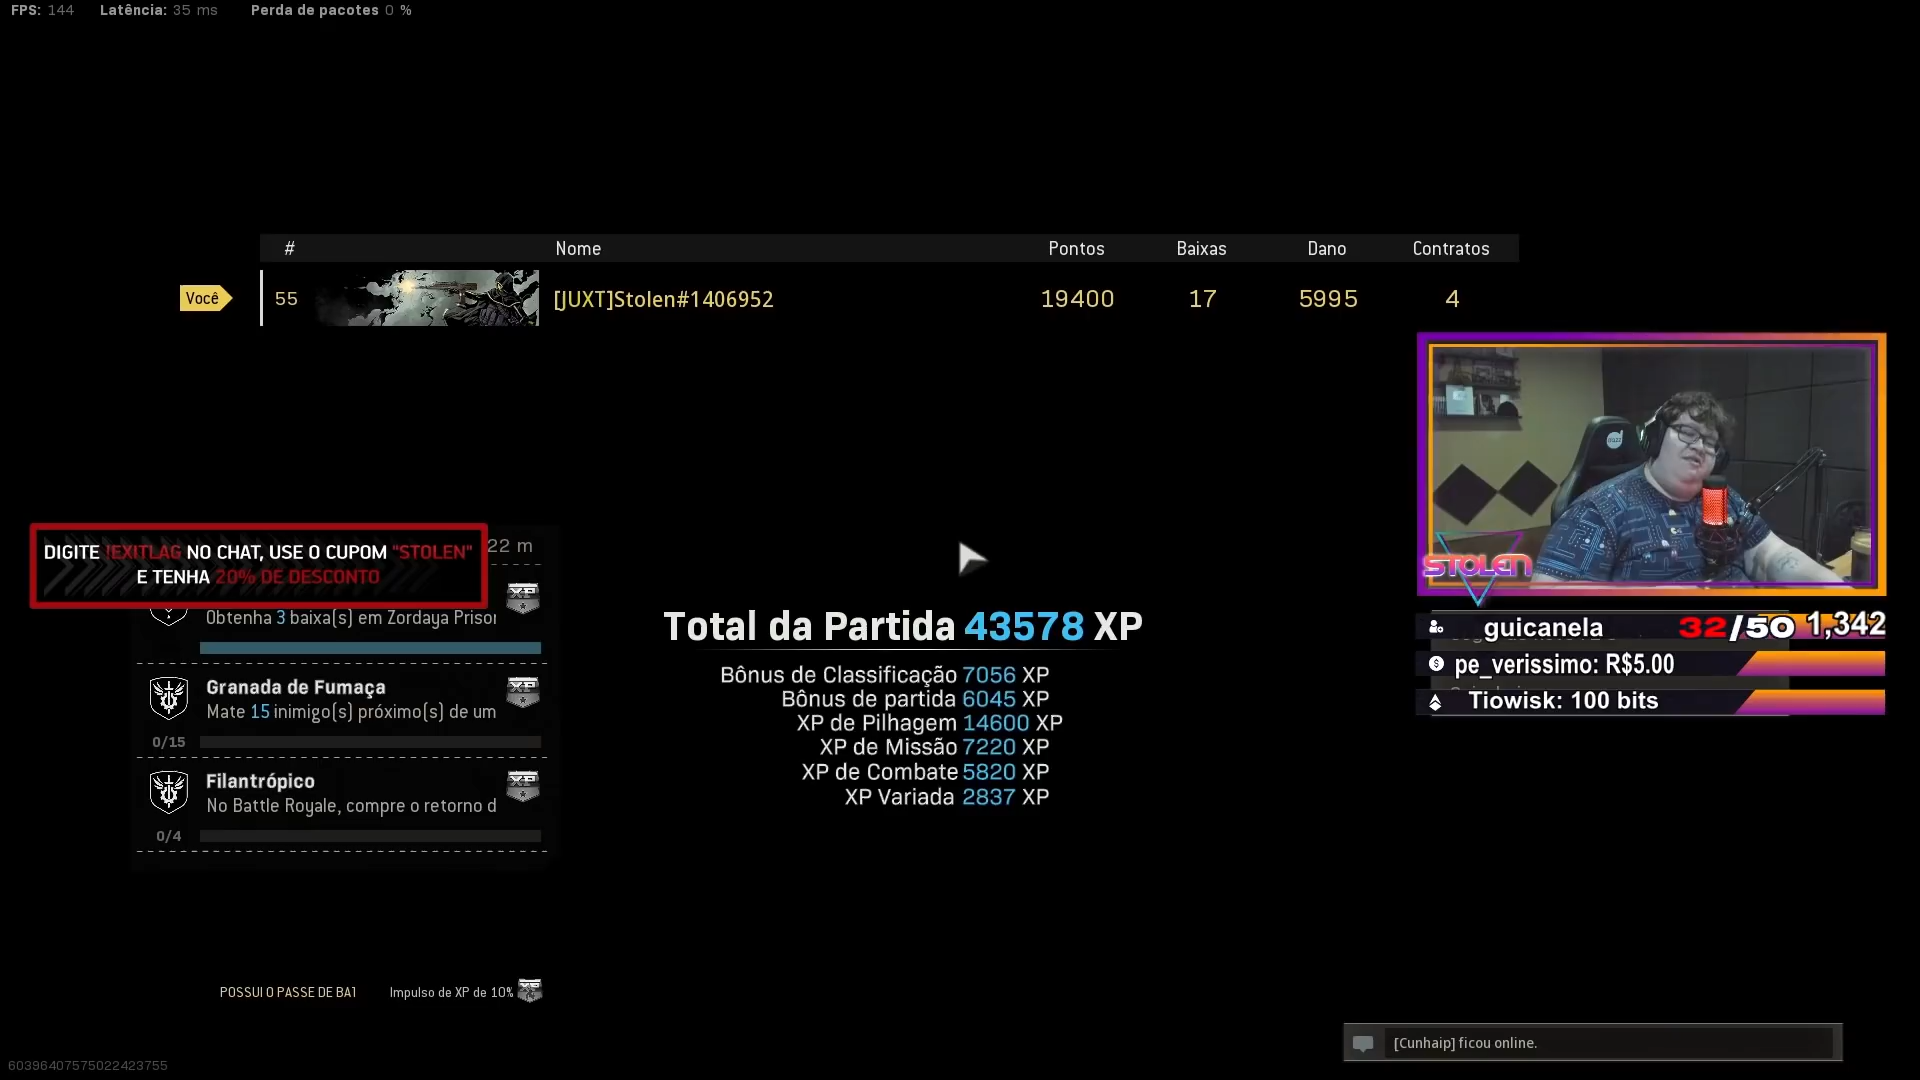 FPS: 144 Latência: 35 ms Perda de pacotes 0 %
# Nome Pontos Baixas Dano Contratos
Você 55 [JUXT]Stolen#1406952 19400 17 5995 4
DIGITE !EXITLAG NO CHAT, USE O CUPOM "STOLEN"
E TENHA 20% DE DESCONTO
22 m
Obtenha 3 baixa(s) em Zordaya Prisor
Granada de Fumaça
Mate 15 inimigo(s) próximo(s) de um
0/15
Filantrópico
No Battle Royale, compre o retorno d
0/4
XP
XP
XP
POSSUI O PASSE DE BA
Impulso de XP de 10%
Total da Partida 43578 XP
Bônus de Classificação 7056 XP
Bônus de partida 6045 XP
XP de Pilhagem 14600 XP
XP de Missão 7220 XP
XP de Combate 5820 XP
XP Variada 2837 XP
STOLEN
guicanela 32/50 1,342
pe_verissimo: R$5.00
Tiowisk: 100 bits
[Cunhaip] ficou online.
60396407575022423755